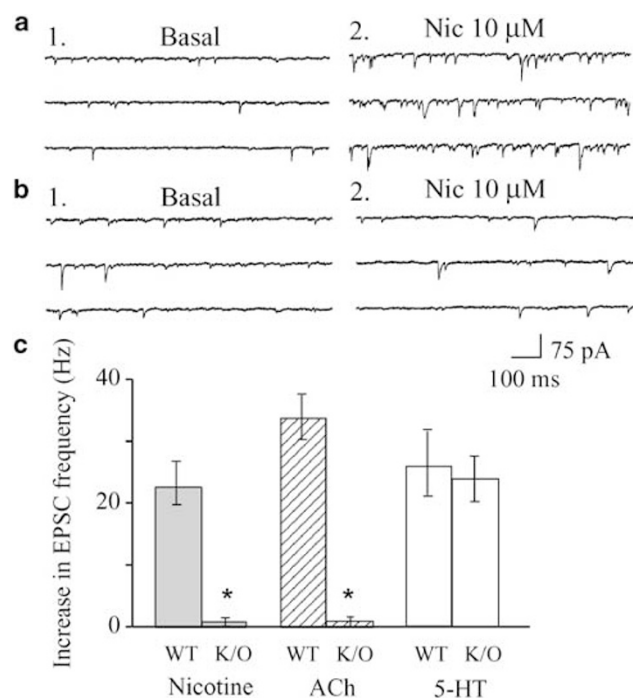 a
1. Basal
2. Nic 10 µM
b
1. Basal
2. Nic 10 µM
75 pA
100 ms
c
Increase in EPSC frequency (Hz)
40
20
0
* *
WT K/O WT K/O WT K/O
Nicotine ACh 5-HT